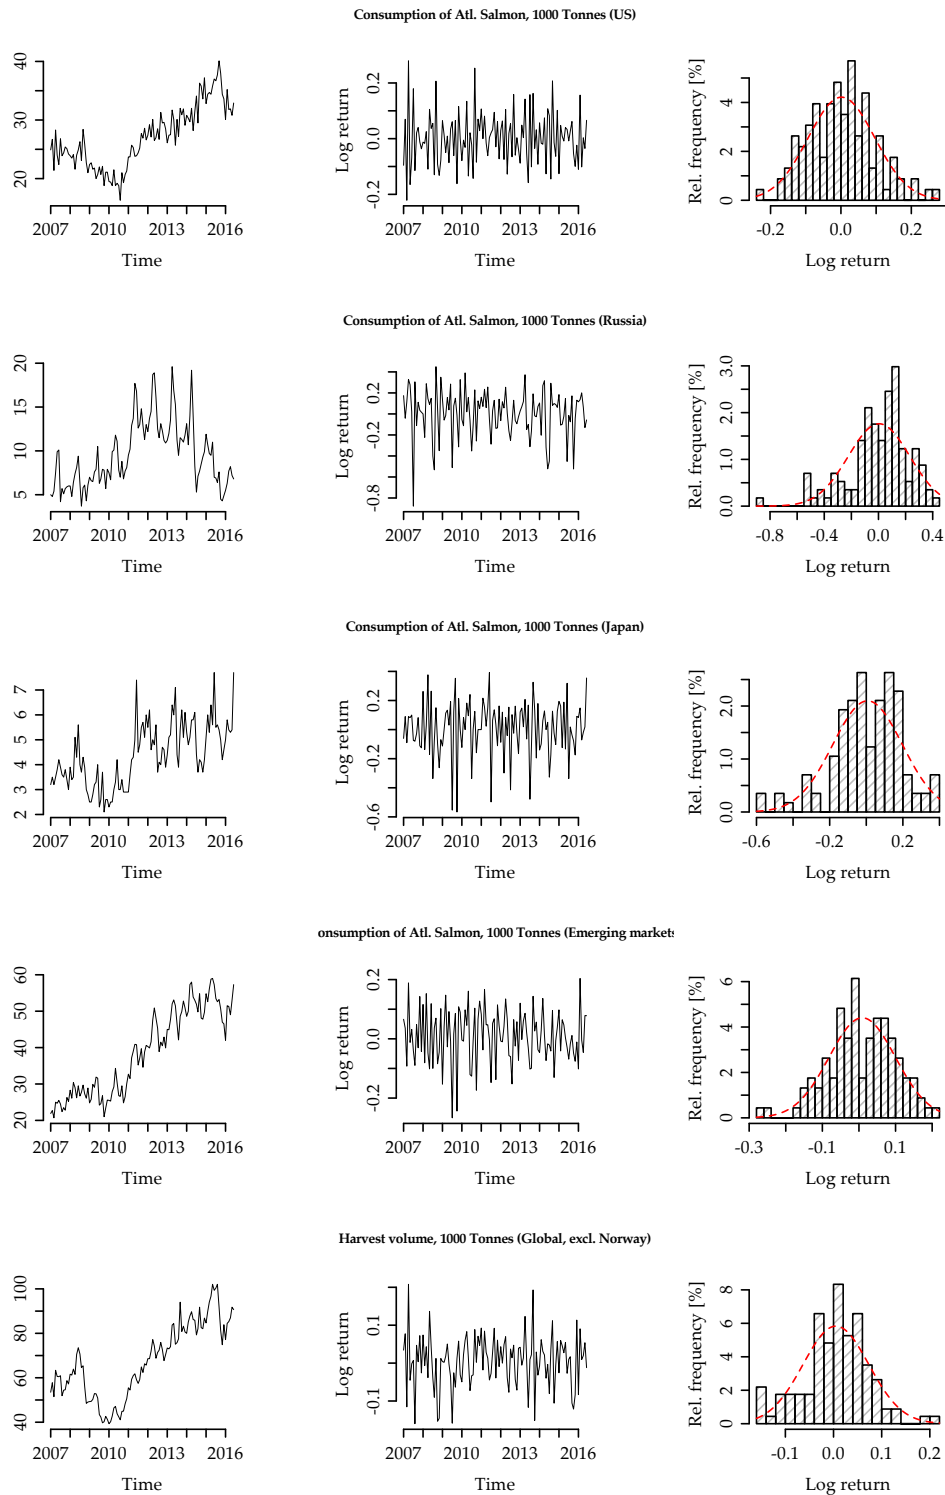 Consumption of Atl. Salmon, 1000 Tonnes (US)
20 30 40
2007 2010 2013 2016
Time
Log return
-0.2 0.0 0.2
2007 2010 2013 2016
Time
Rel. frequency [%]
0 2 4
-0.2 0.0 0.2
Log return
Consumption of Atl. Salmon, 1000 Tonnes (Russia)
5 10 15 20
2007 2010 2013 2016
Time
Log return
-0.8 -0.2 0.2
2007 2010 2013 2016
Time
Rel. frequency [%]
0.0 1.0 2.0 3.0
-0.8 -0.4 0.0 0.4
Log return
Consumption of Atl. Salmon, 1000 Tonnes (Japan)
2 3 4 5 6 7
2007 2010 2013 2016
Time
Log return
-0.6 -0.2 0.2
2007 2010 2013 2016
Time
Rel. frequency [%]
0.0 1.0 2.0
-0.6 -0.2 0.2
Log return
onsumption of Atl. Salmon, 1000 Tonnes (Emerging markets
20 30 40 50 60
2007 2010 2013 2016
Time
Log return
-0.2 0.0 0.2
2007 2010 2013 2016
Time
Rel. frequency [%]
0 2 4 6
-0.3 -0.1 0.1
Log return
Harvest volume, 1000 Tonnes (Global, excl. Norway)
40 60 80 100
2007 2010 2013 2016
Time
Log return
-0.1 0.1
2007 2010 2013 2016
Time
Rel. frequency [%]
0 2 4 6 8
-0.1 0.0 0.1 0.2
Log return